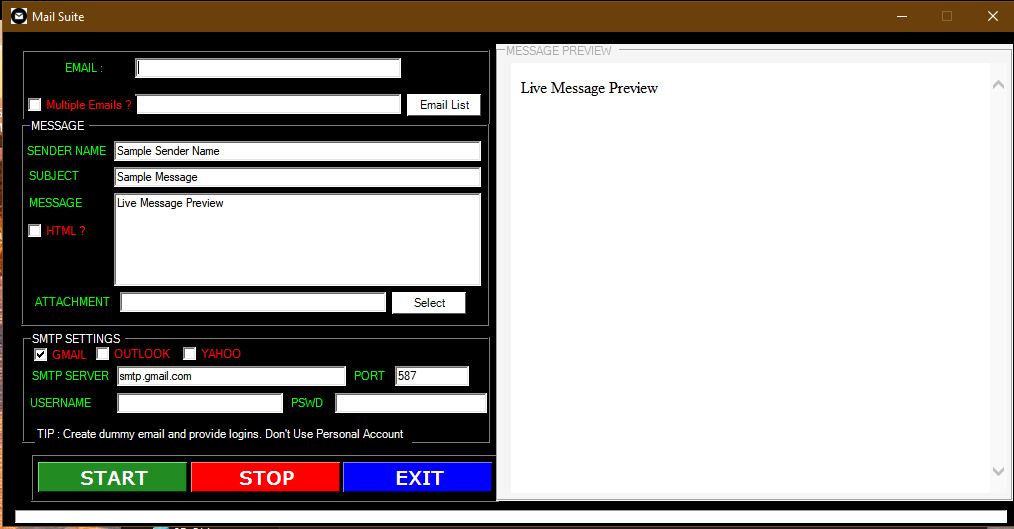 Mail Suite
EMAIL :
Multiple Emails ?
Email List
MESSAGE
SENDER NAME Sample Sender Name
SUBJECT Sample Message
MESSAGE Live Message Preview
HTML ?
ATTACHMENT Select
SMTP SETTINGS
GMAIL OUTLOOK YAHOO
SMTP SERVER smtp.gmail.com PORT 587
USERNAME PSWD
TIP : Create dummy email and provide logins. Don't Use Personal Account
START STOP EXIT
MESSAGE PREVIEW
Live Message Preview